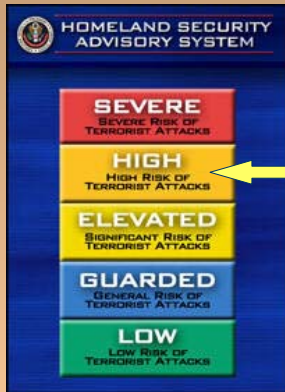 HOMELAND SECURITY
ADVISORY SYSTEM
SEVERE
SEVERE RISK OF
TERRORIST ATTACKS
HIGH
HIGH RISK OF
TERRORIST ATTACKS
ELEVATED
SIGNIFICANT RISK OF
TERRORIST ATTACKS
GUARDED
GENERAL RISK OF
TERRORIST ATTACKS
LOW
LOW RISK OF
TERRORIST ATTACKS